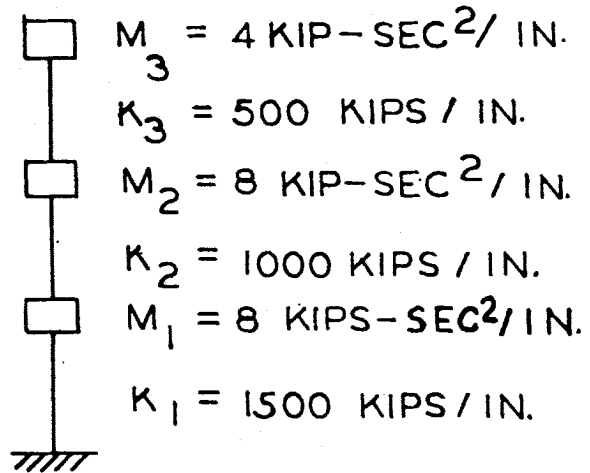 M₃ = 4 KIP-SEC²/ IN.
K₃ = 500 KIPS / IN.
M₂ = 8 KIP-SEC²/ IN.
K₂ = 1000 KIPS / IN.
M₁ = 8 KIPS-SEC²/IN.
K₁ = 1500 KIPS / IN.